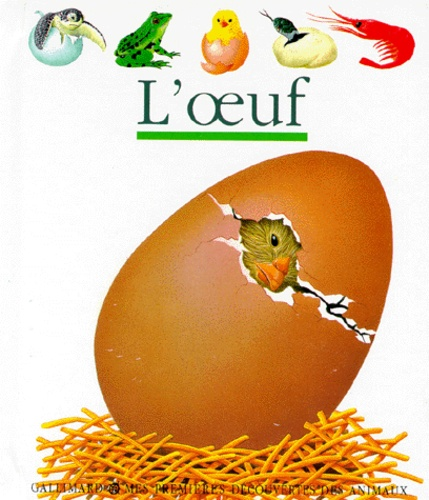 L'œuf
GALLIMARD MES PREMIÈRES DÉCOUVERTES DES ANIMAUX